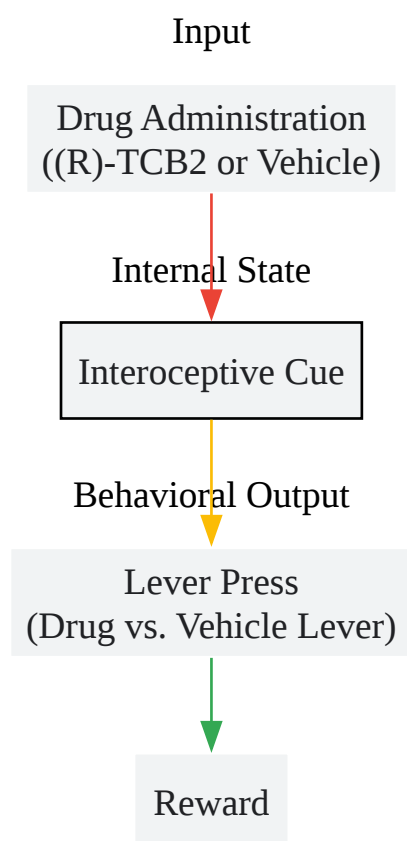 Input
Drug Administration
((R)-TCB2 or Vehicle)
Internal State
Interoceptive Cue
Behavioral Output
Lever Press
(Drug vs. Vehicle Lever)
Reward